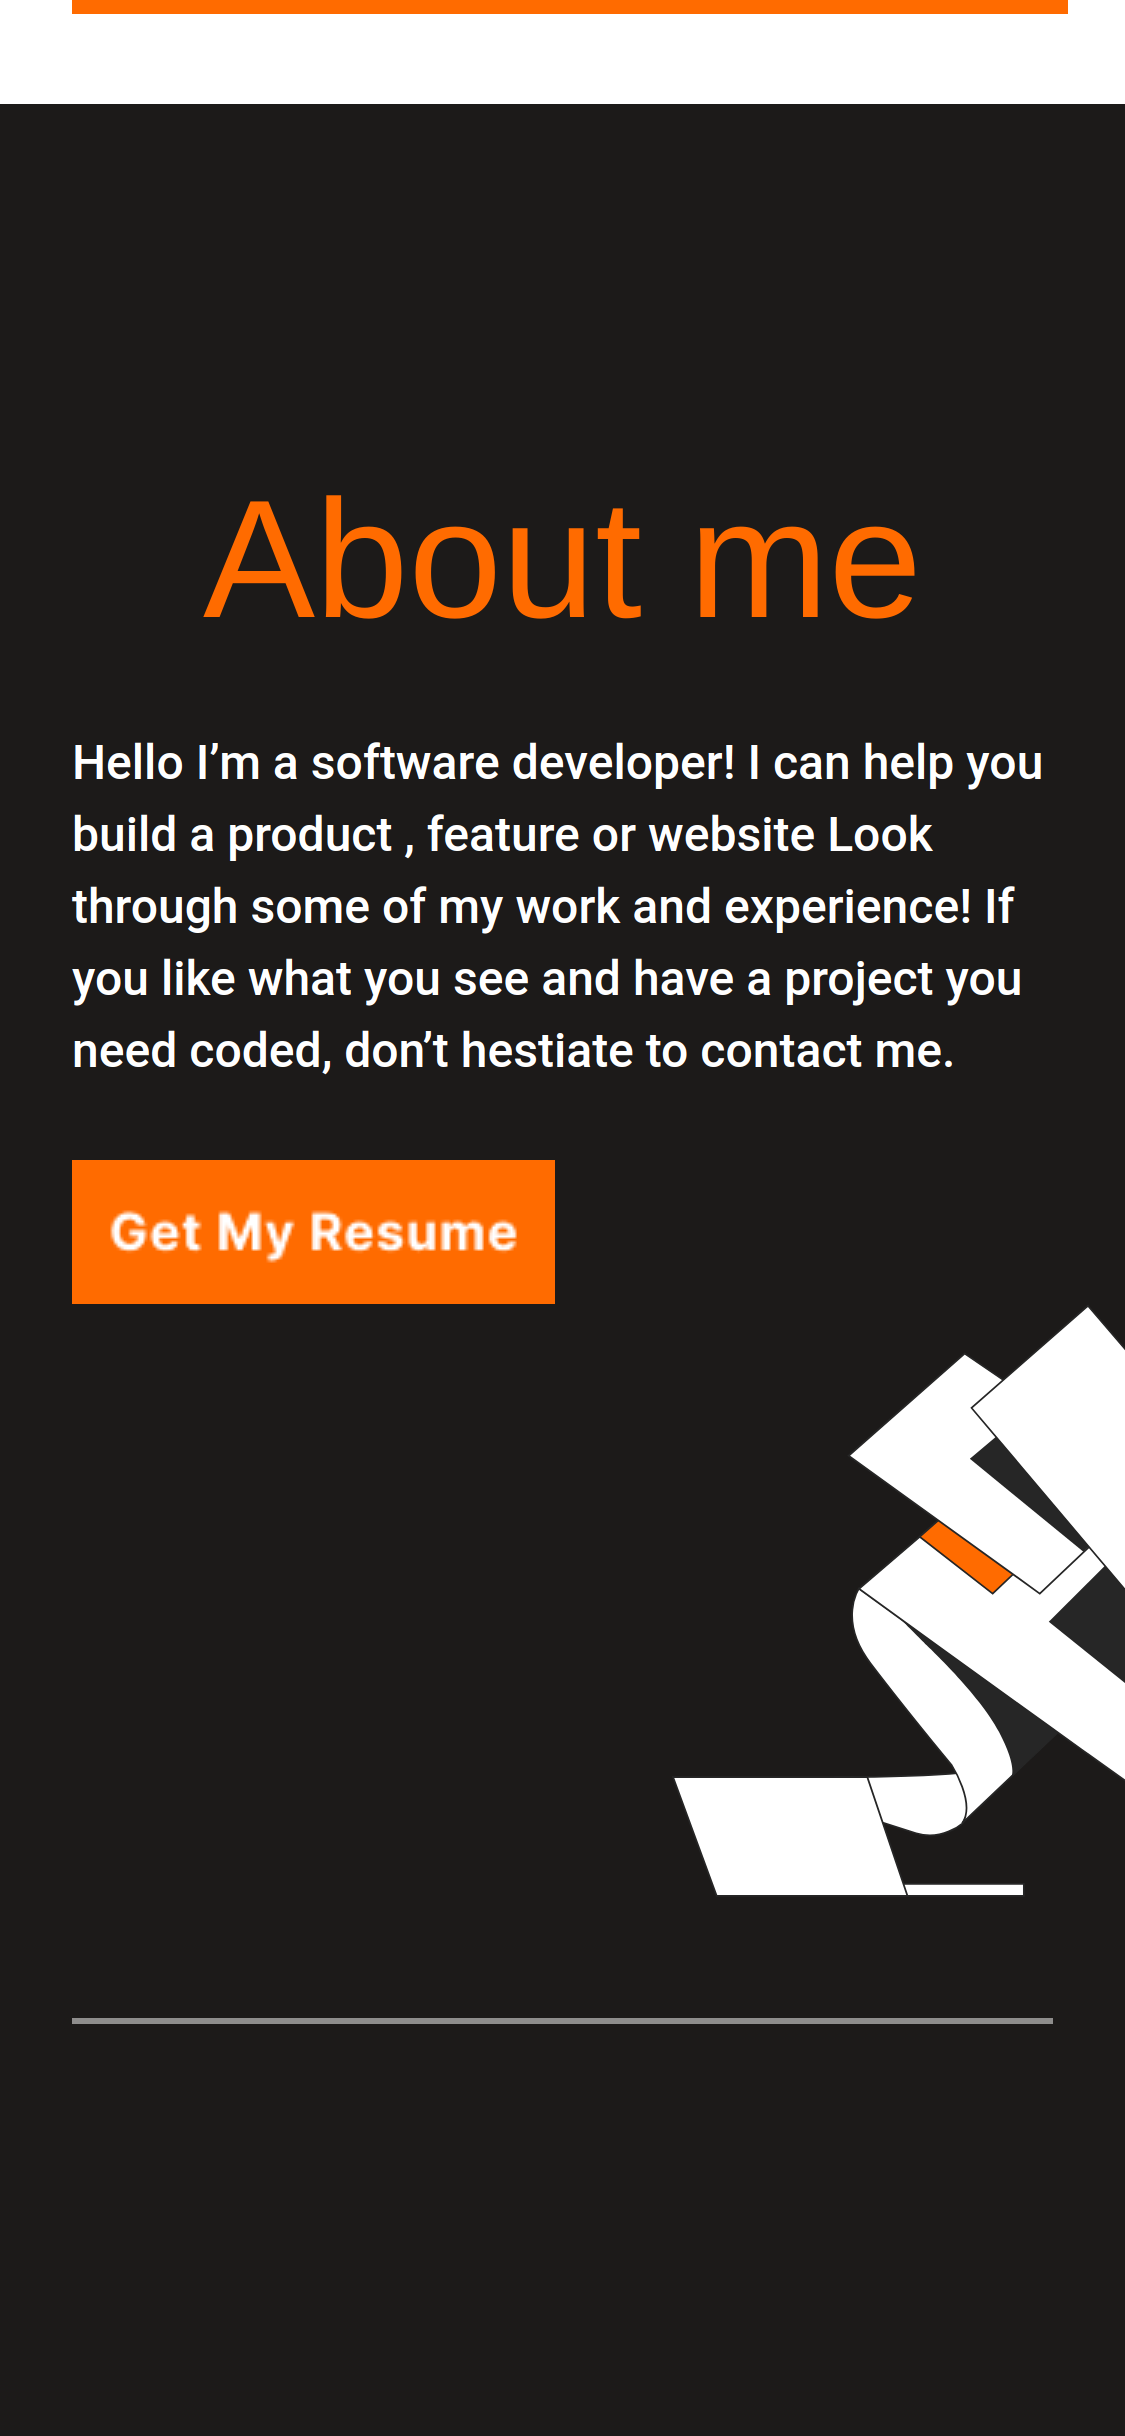 About me
Hello I’m a software developer! I can help you
build a product , feature or website Look
through some of my work and experience! If
you like what you see and have a project you
need coded, don’t hestiate to contact me.
Get My Resume